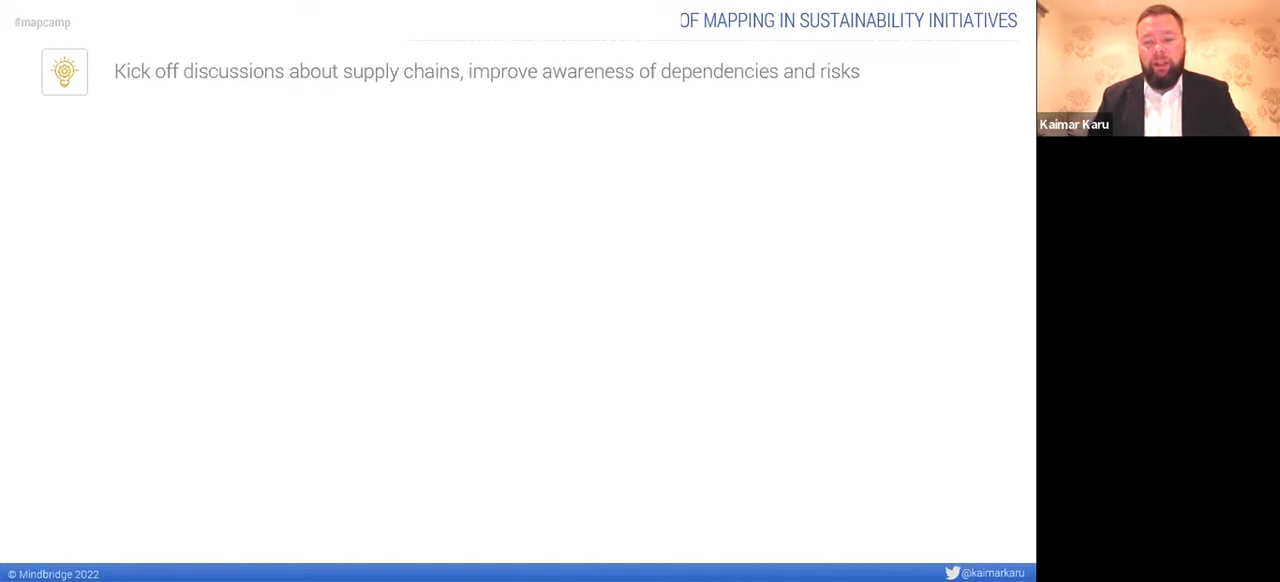 #mapcamp
OF MAPPING IN SUSTAINABILITY INITIATIVES
Kick off discussions about supply chains, improve awareness of dependencies and risks
Kaimar Karu
© Mindbridge 2022
@kaimarkaru